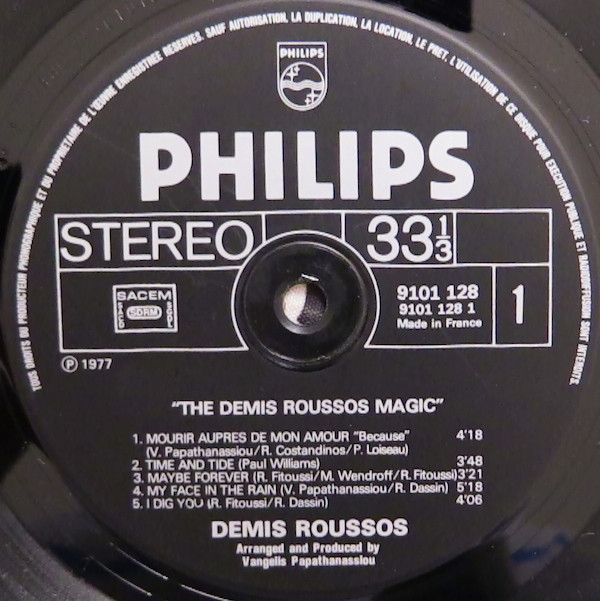 TOUS DROITS DU PRODUCTEUR PHONOGRAPHIQUE ET DU PROPRIETAIRE DE L'ŒUVRE ENREGISTREE RESERVES. SAUF AUTORISATION, LA DUPLICATION, LA LOCATION, LE PRET, L'UTILISATION DE CE DISQUE POUR EXECUTION PUBLIQUE ET RADIODIFFUSION SONT INTERDITS.
PHILIPS
PHILIPS
STEREO 33 1/3
SACEM
SACD SDRM SGDL
9101 128
9101 128 1
Made in France
1
Ⓟ 1977
"THE DEMIS ROUSSOS MAGIC"
1. MOURIR AUPRES DE MON AMOUR "Because" 4'18
(V. Papathanassiou/R. Costandinos/P. Loiseau)
2. TIME AND TIDE (Paul Williams) 3'48
3. MAYBE FOREVER (R. Fitoussi/M. Wendroff/R. Fitoussi) 3'21
4. MY FACE IN THE RAIN (V. Papathanassiou/R. Dassin) 5'18
5. I DIG YOU (R. Fitoussi/R. Dassin) 4'06
DEMIS ROUSSOS
Arranged and Produced by
Vangelis Papathanassiou